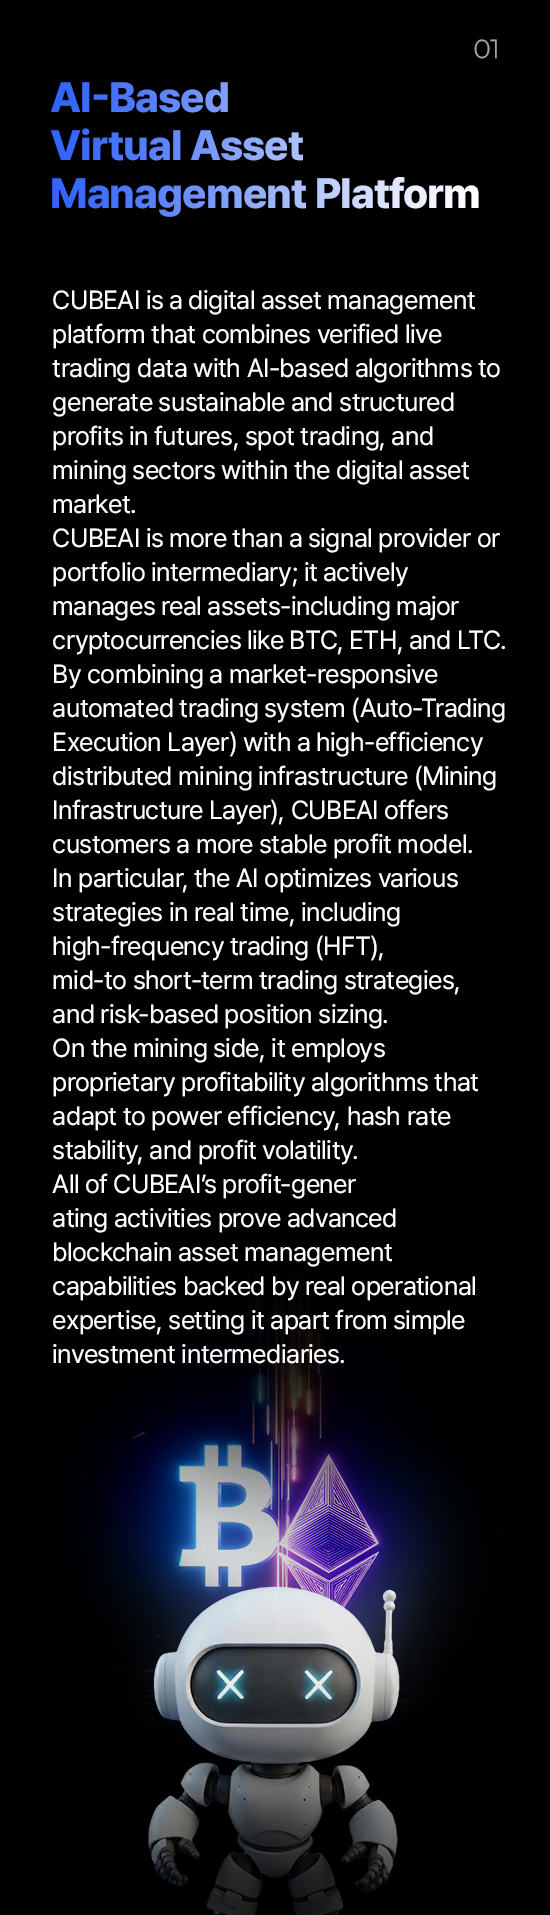 01
AI-Based
Virtual Asset
Management Platform
CUBEAI is a digital asset management
platform that combines verified live
trading data with AI-based algorithms to
generate sustainable and structured
profits in futures, spot trading, and
mining sectors within the digital asset
market.
CUBEAI is more than a signal provider or
portfolio intermediary; it actively
manages real assets-including major
cryptocurrencies like BTC, ETH, and LTC.
By combining a market-responsive
automated trading system (Auto-Trading
Execution Layer) with a high-efficiency
distributed mining infrastructure (Mining
Infrastructure Layer), CUBEAI offers
customers a more stable profit model.
In particular, the AI optimizes various
strategies in real time, including
high-frequency trading (HFT),
mid-to short-term trading strategies,
and risk-based position sizing.
On the mining side, it employs
proprietary profitability algorithms that
adapt to power efficiency, hash rate
stability, and profit volatility.
All of CUBEAI’s profit-gener
ating activities prove advanced
blockchain asset management
capabilities backed by real operational
expertise, setting it apart from simple
investment intermediaries.